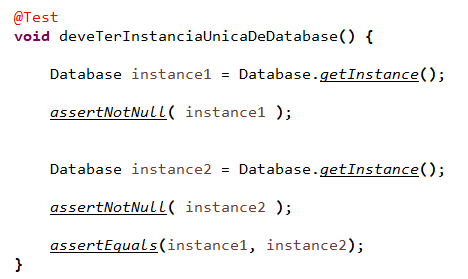 @Test
void deveTerInstanciaUnicaDeDatabase() {
Database instance1 = Database.getInstance();
assertNotNull( instance1 );
Database instance2 = Database.getInstance();
assertNotNull( instance2 );
assertEquals(instance1, instance2);
}